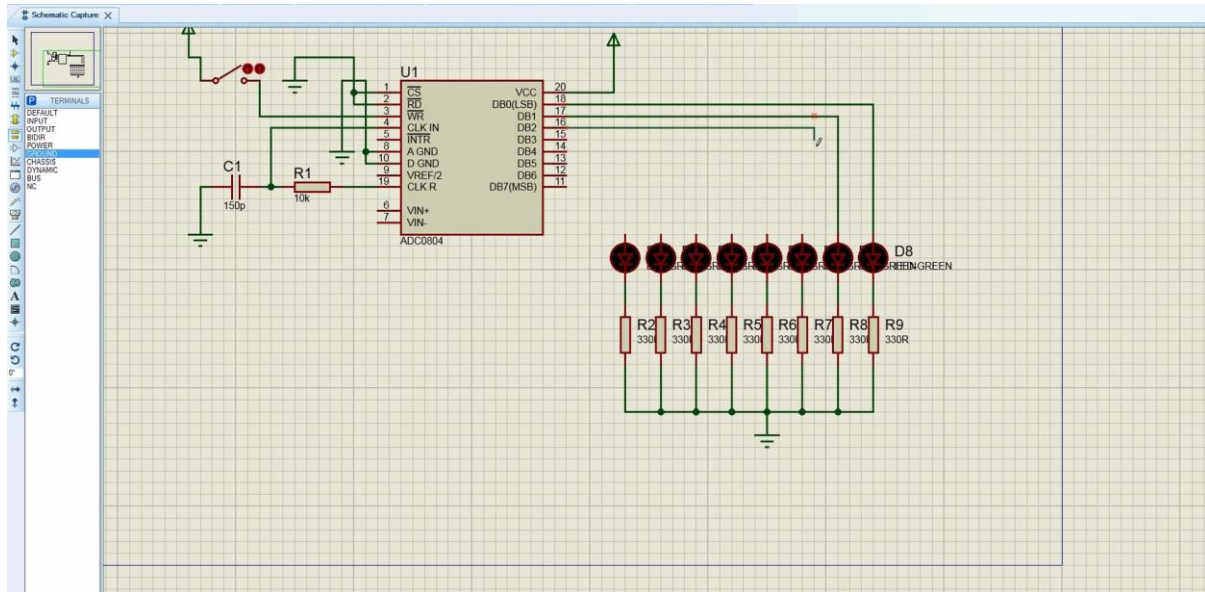 Schematic Capture
P TERMINALS
DEFAULT
INPUT
OUTPUT
BIDIR
POWER
GROUND
CHASSIS
DYNAMIC
BUS
NC
U1
1 CS
2 RD
3 WR
4 CLK IN
5 INTR
8 A GND
10 D GND
9 VREF/2
19 CLK R
6 VIN+
7 VIN-
VCC 20
DB0(LSB) 18
DB1 17
DB2 16
DB3 15
DB4 14
DB5 13
DB6 12
DB7(MSB) 11
ADC0804
C1
150p
R1
10k
D8
GREEN
R2 R3 R4 R5 R6 R7 R8 R9
330R
A
0°